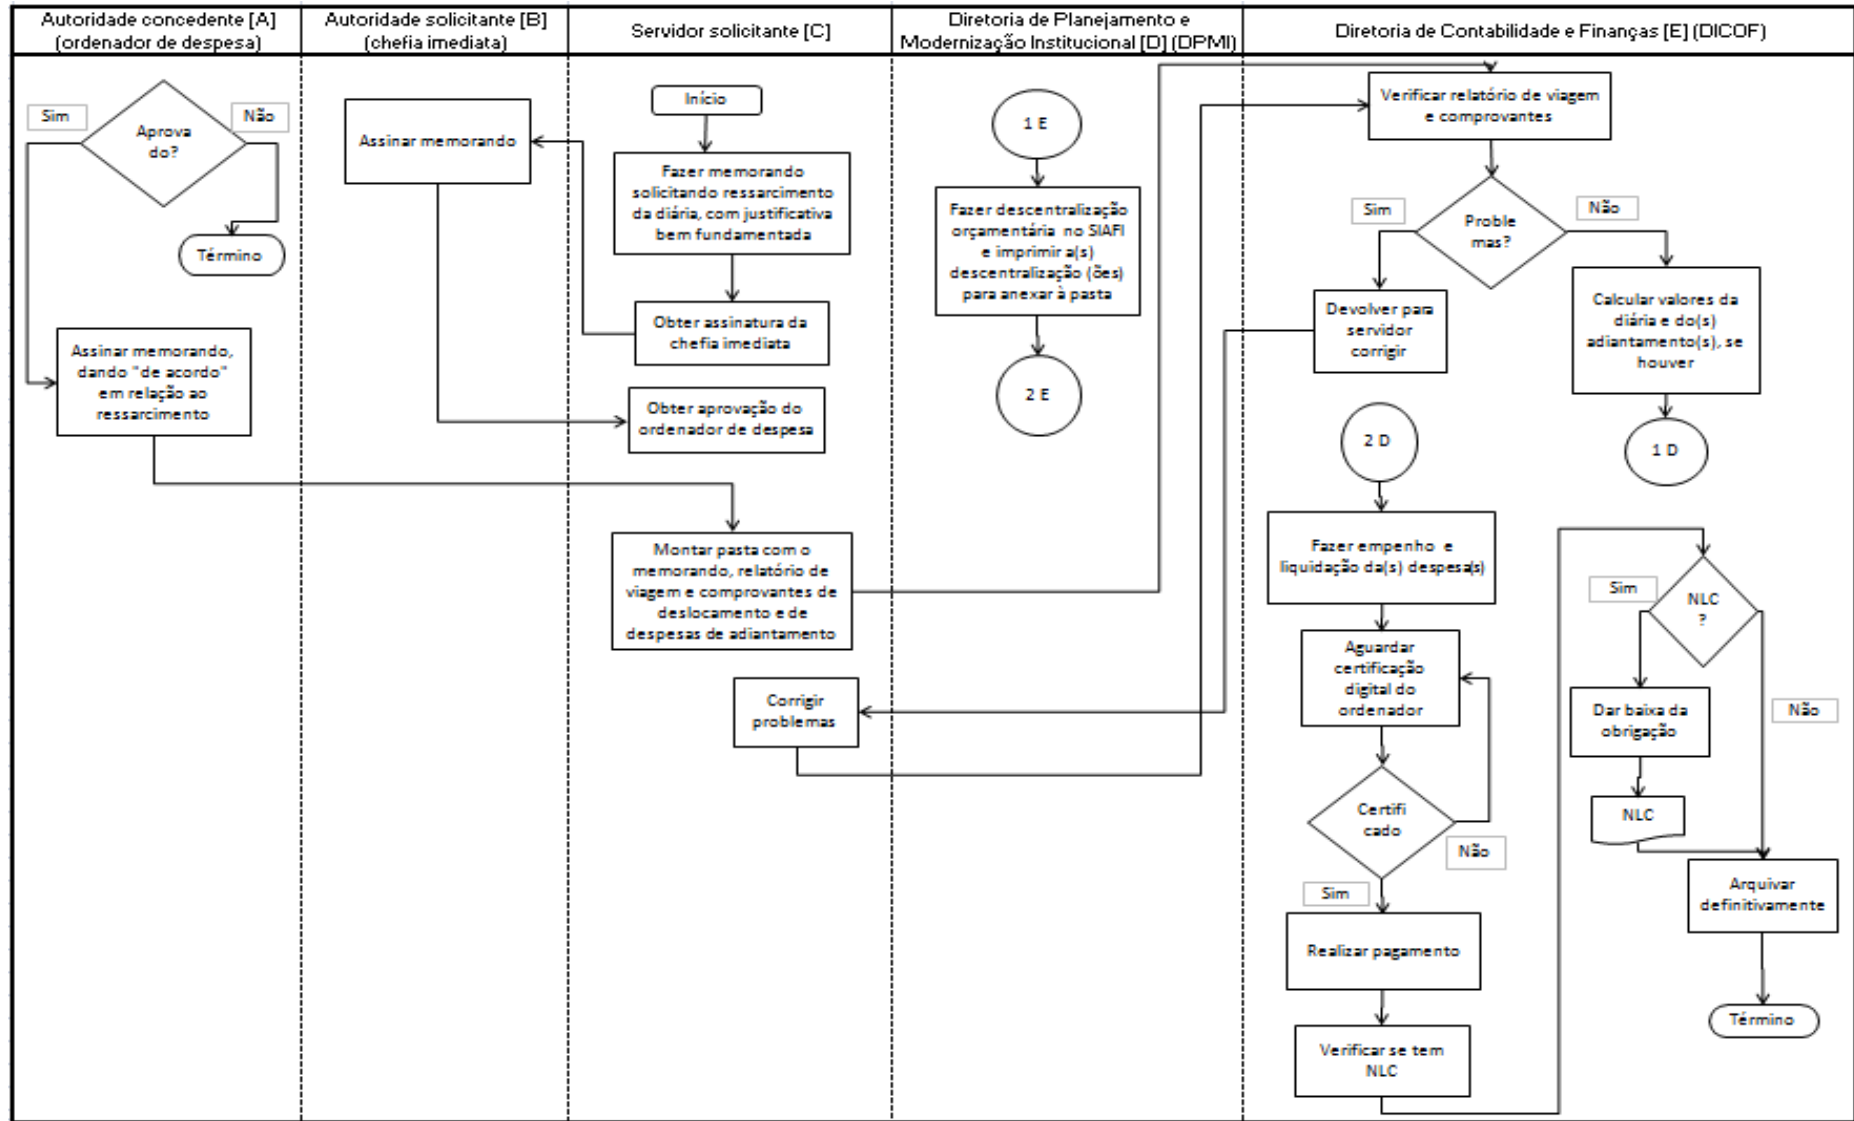 Autoridade concedente [A]
(ordenador de despesa)
Autoridade solicitante [B]
(chefia imediata)
Servidor solicitante [C]
Diretoria de Planejamento e
Modernização Institucional [D] (DPMI)
Diretoria de Contabilidade e Finanças [E] (DICOF)
Sim
Não
Aprova
do?
Término
Assinar memorando,
dando "de acordo"
em relação ao
ressarcimento
Assinar memorando
Início
Fazer memorando
solicitando ressarcimento
da diária, com justificativa
bem fundamentada
Obter assinatura da
chefia imediata
Obter aprovação do
ordenador de despesa
Montar pasta com o
memorando, relatório de
viagem e comprovantes de
deslocamento e de
despesas de adiantamento
Corrigir
problemas
1 E
Fazer descentralização
orçamentária no SIAFI
e imprimir a(s)
descentralização (ões)
para anexar à pasta
2 E
Verificar relatório de viagem
e comprovantes
Sim
Não
Proble
mas?
Devolver para
servidor
corrigir
Calcular valores da
diária e do(s)
adiantamento(s), se
houver
1 D
2 D
Fazer empenho e
liquidação da(s) despesa(s)
Aguardar
certificação
digital do
ordenador
Certifi
cado
Não
Sim
Realizar pagamento
Verificar se tem
NLC
Sim
NLC
?
Não
Dar baixa da
obrigação
NLC
Arquivar
definitivamente
Término